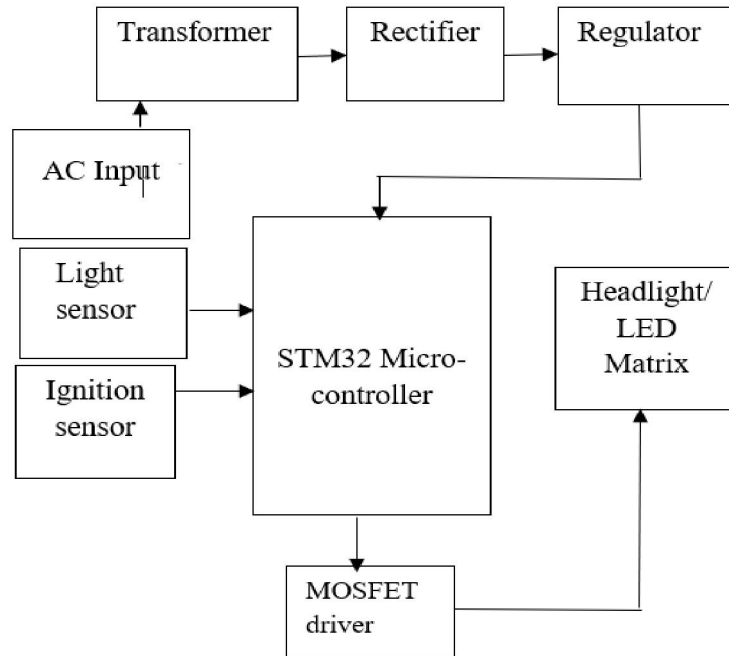 Transformer
Rectifier
Regulator
AC Input
Light
sensor
Ignition
sensor
STM32 Micro-
controller
Headlight/
LED
Matrix
MOSFET
driver